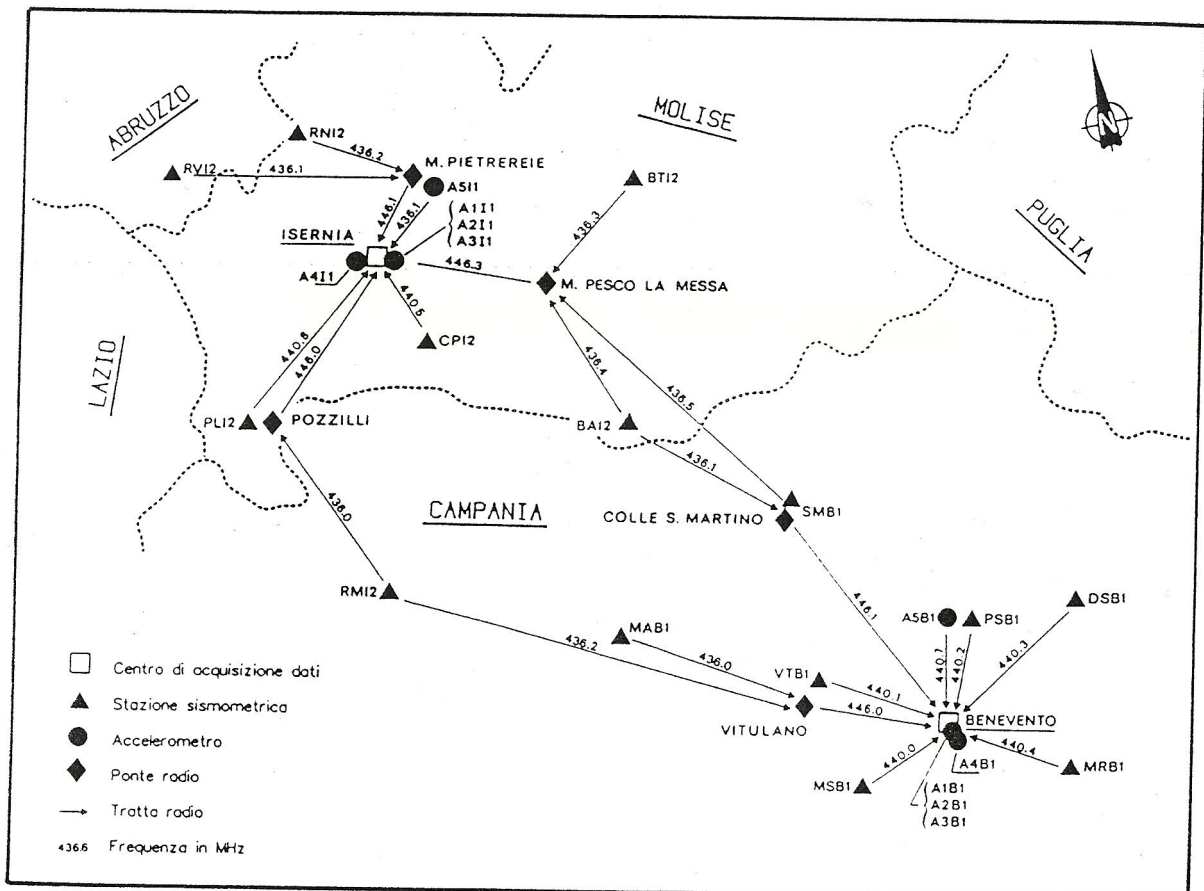 ABRUZZO
MOLISE
PUGLIA
LAZIO
CAMPANIA
N
RNI2
436.2
RVI2
436.1
M. PIETREREIE
A5I1
446.1
436.1
A1I1
A2I1
A3I1
ISERNIA
A4I1
BTI2
436.3
446.3
M. PESCO LA MESSA
440.5
CPI2
440.8
446.0
436.4
436.5
PLI2
POZZILLI
BAI2
436.1
SMB1
COLLE S. MARTINO
436.0
446.1
RMI2
436.2
MAB1
436.0
A5B1
PSB1
DSB1
440.7
440.2
440.3
VTB1
440.1
VITULANO
446.0
BENEVENTO
A4B1
440.4
MRB1
MSB1
440.0
A1B1
A2B1
A3B1
Centro di acquisizione dati
Stazione sismometrica
Accelerometro
Ponte radio
Tratta radio
436.6 Frequenza in MHz